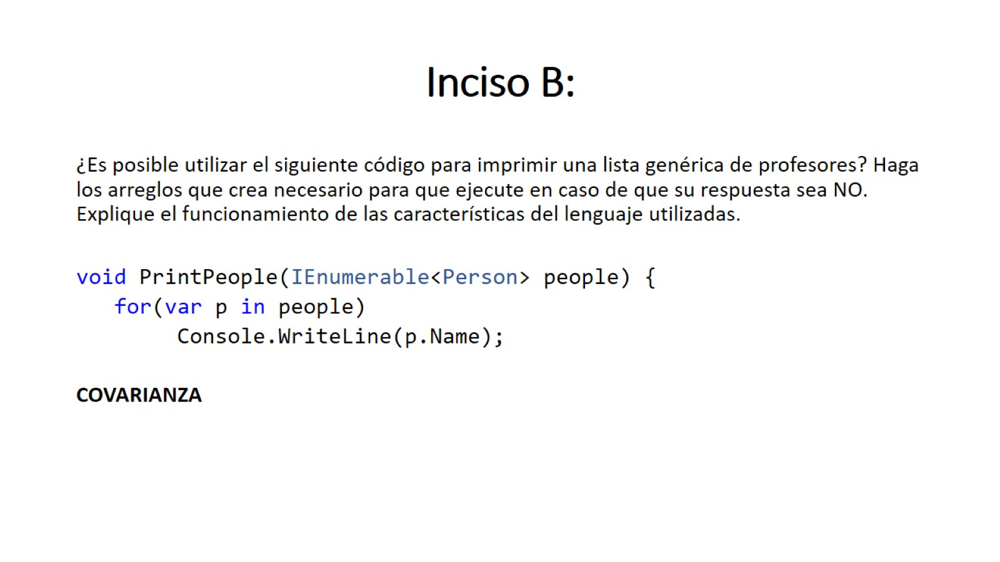 Inciso B:
¿Es posible utilizar el siguiente código para imprimir una lista genérica de profesores? Haga
los arreglos que crea necesario para que ejecute en caso de que su respuesta sea NO.
Explique el funcionamiento de las características del lenguaje utilizadas.
void PrintPeople(IEnumerable<Person> people) {
for(var p in people)
Console.WriteLine(p.Name);
COVARIANZA